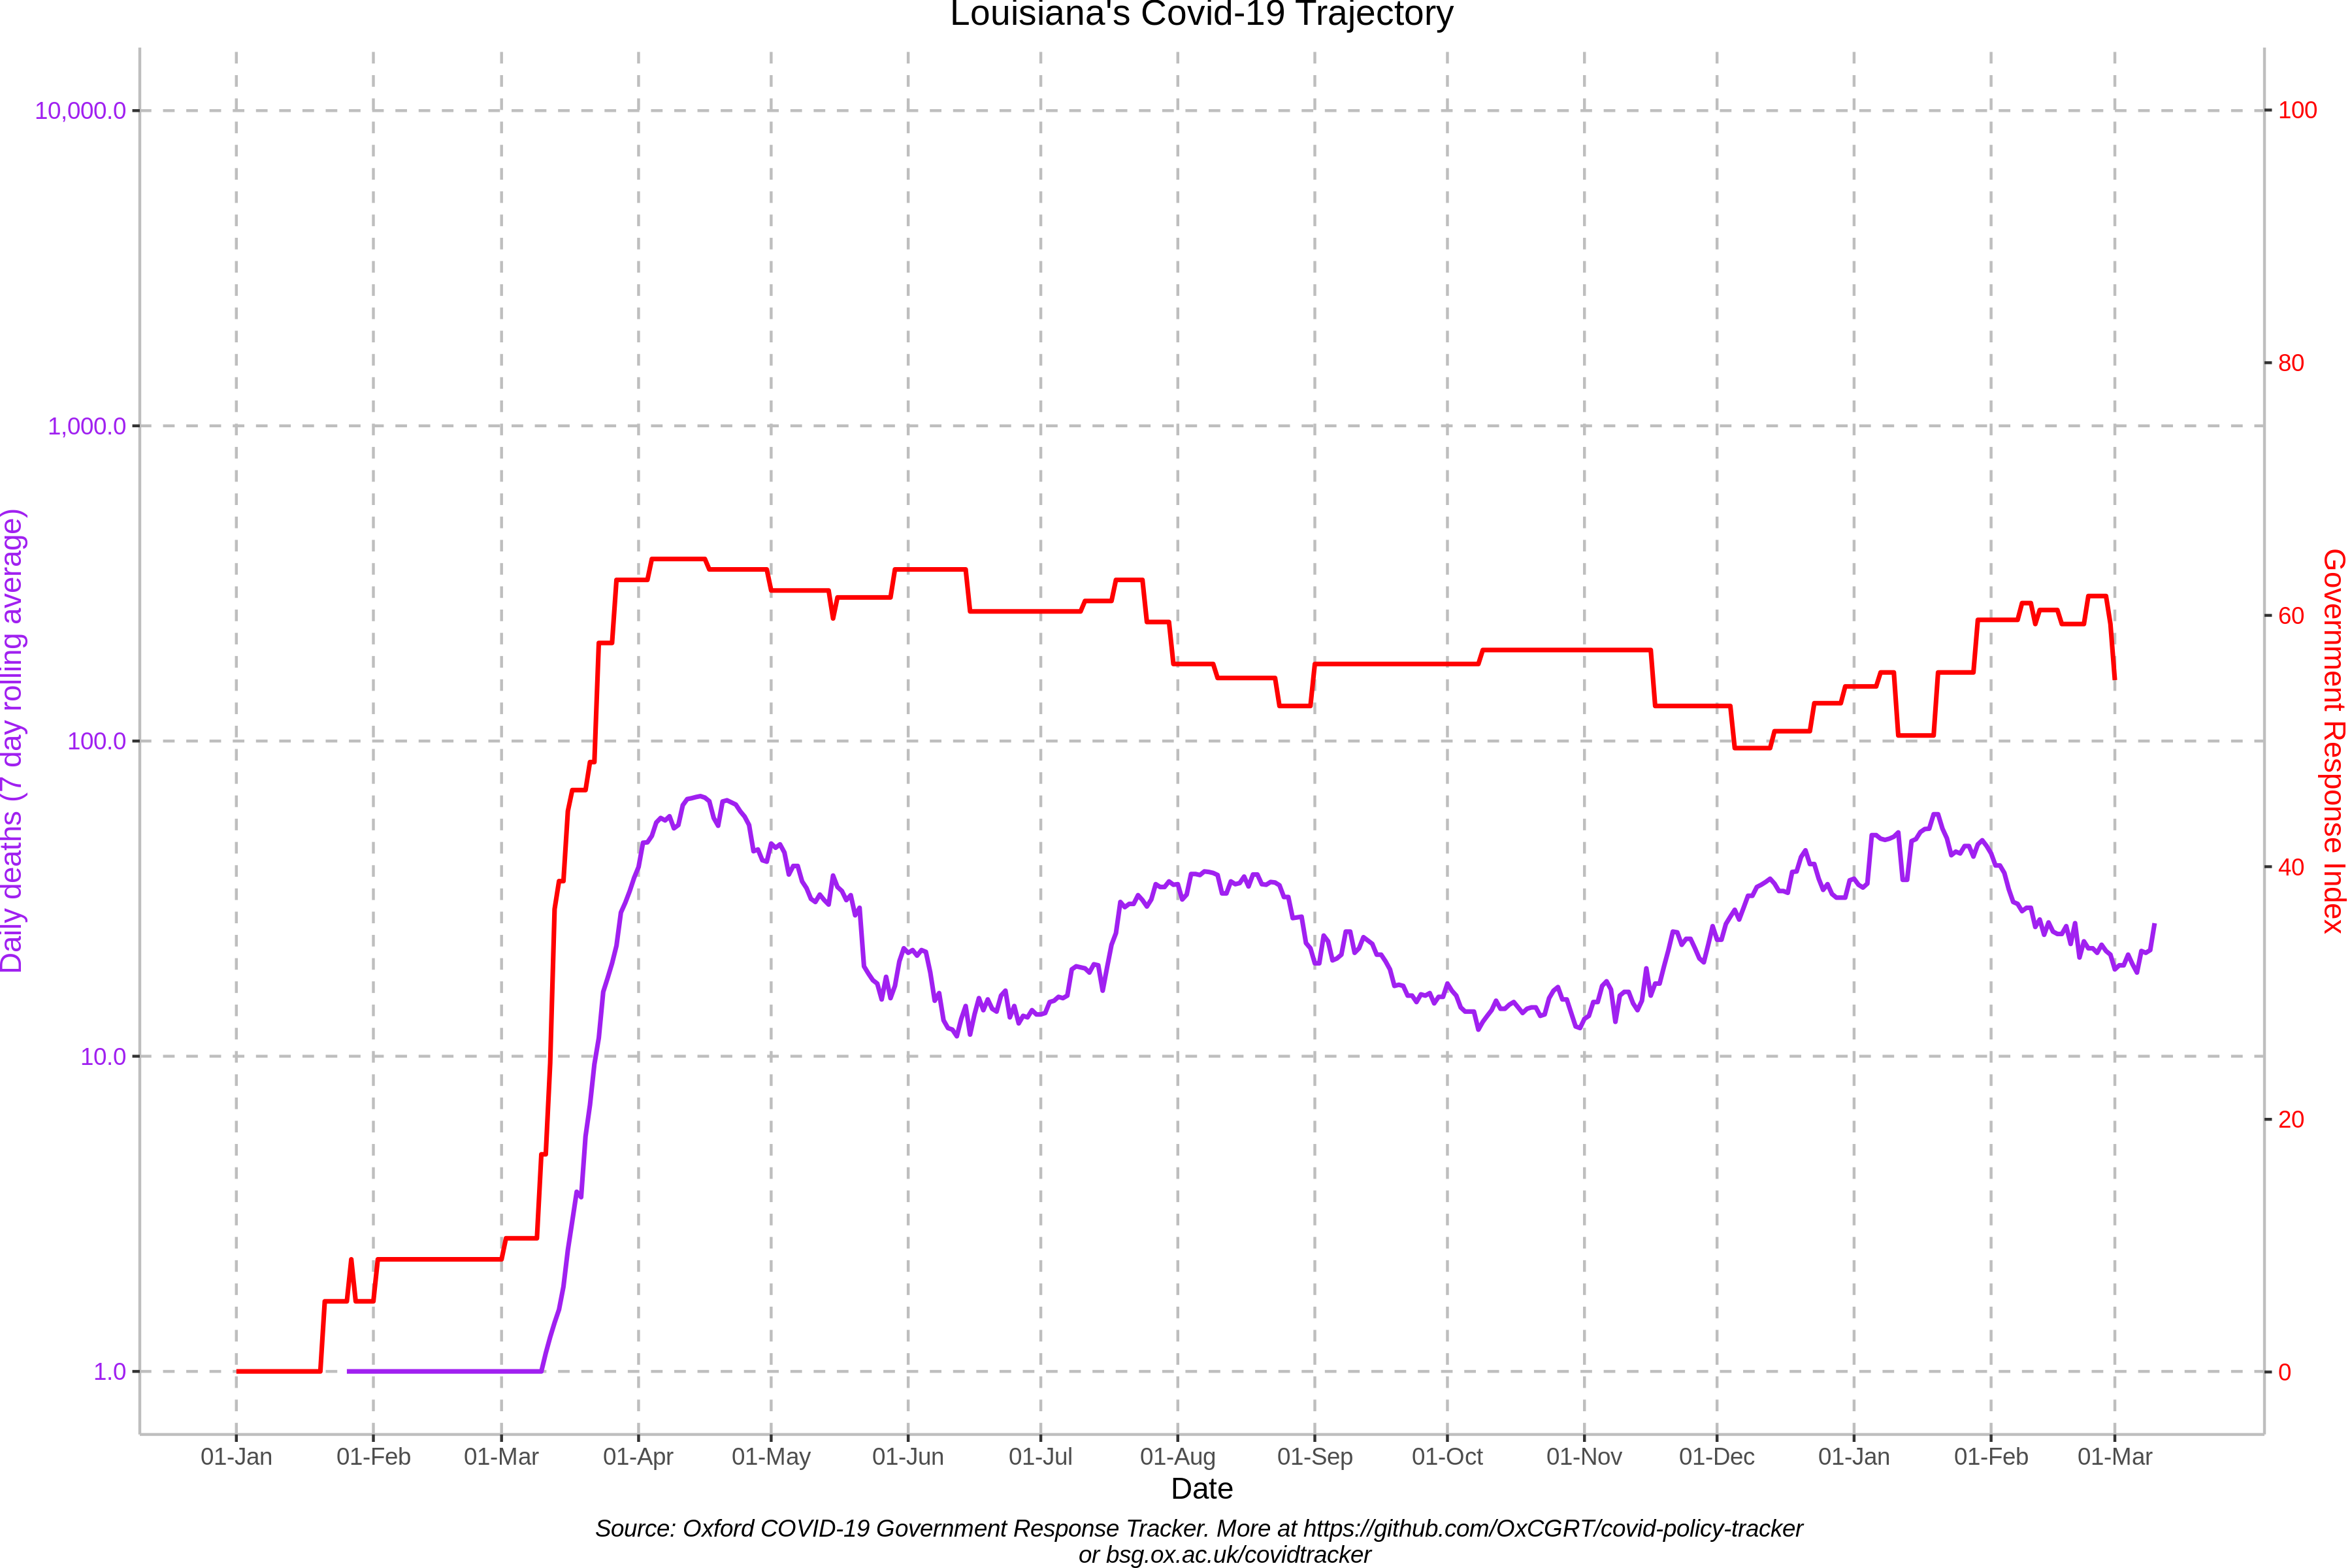 Louisiana's Covid-19 Trajectory
10,000.0
1,000.0
100.0
10.0
1.0
Daily deaths (7 day rolling average)
100
80
60
40
20
0
Government Response Index
01-Jan 01-Feb 01-Mar 01-Apr 01-May 01-Jun 01-Jul 01-Aug 01-Sep 01-Oct 01-Nov 01-Dec 01-Jan 01-Feb 01-Mar
Date
Source: Oxford COVID-19 Government Response Tracker. More at https://github.com/OxCGRT/covid-policy-tracker
or bsg.ox.ac.uk/covidtracker